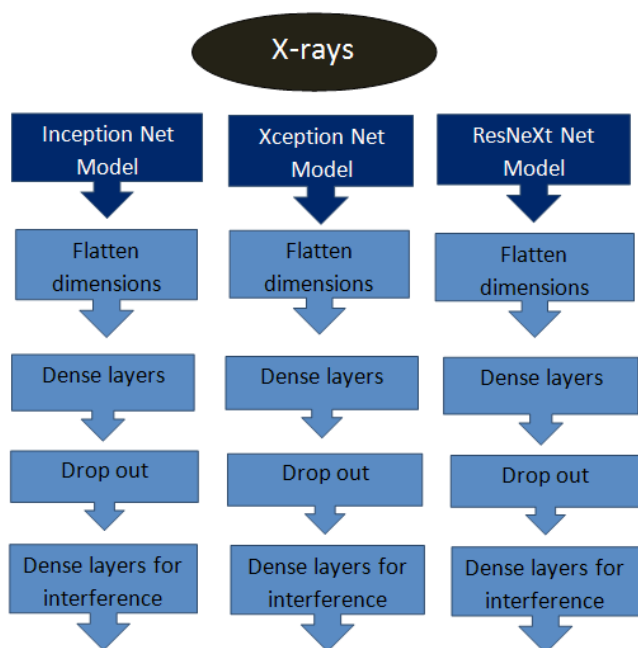 X-rays
Inception Net
Model
Xception Net
Model
ResNeXt Net
Model
Flatten
dimensions
Flatten
dimensions
Flatten
dimensions
Dense layers
Dense layers
Dense layers
Drop out
Drop out
Drop out
Dense layers for
interference
Dense layers for
interference
Dense layers for
interference